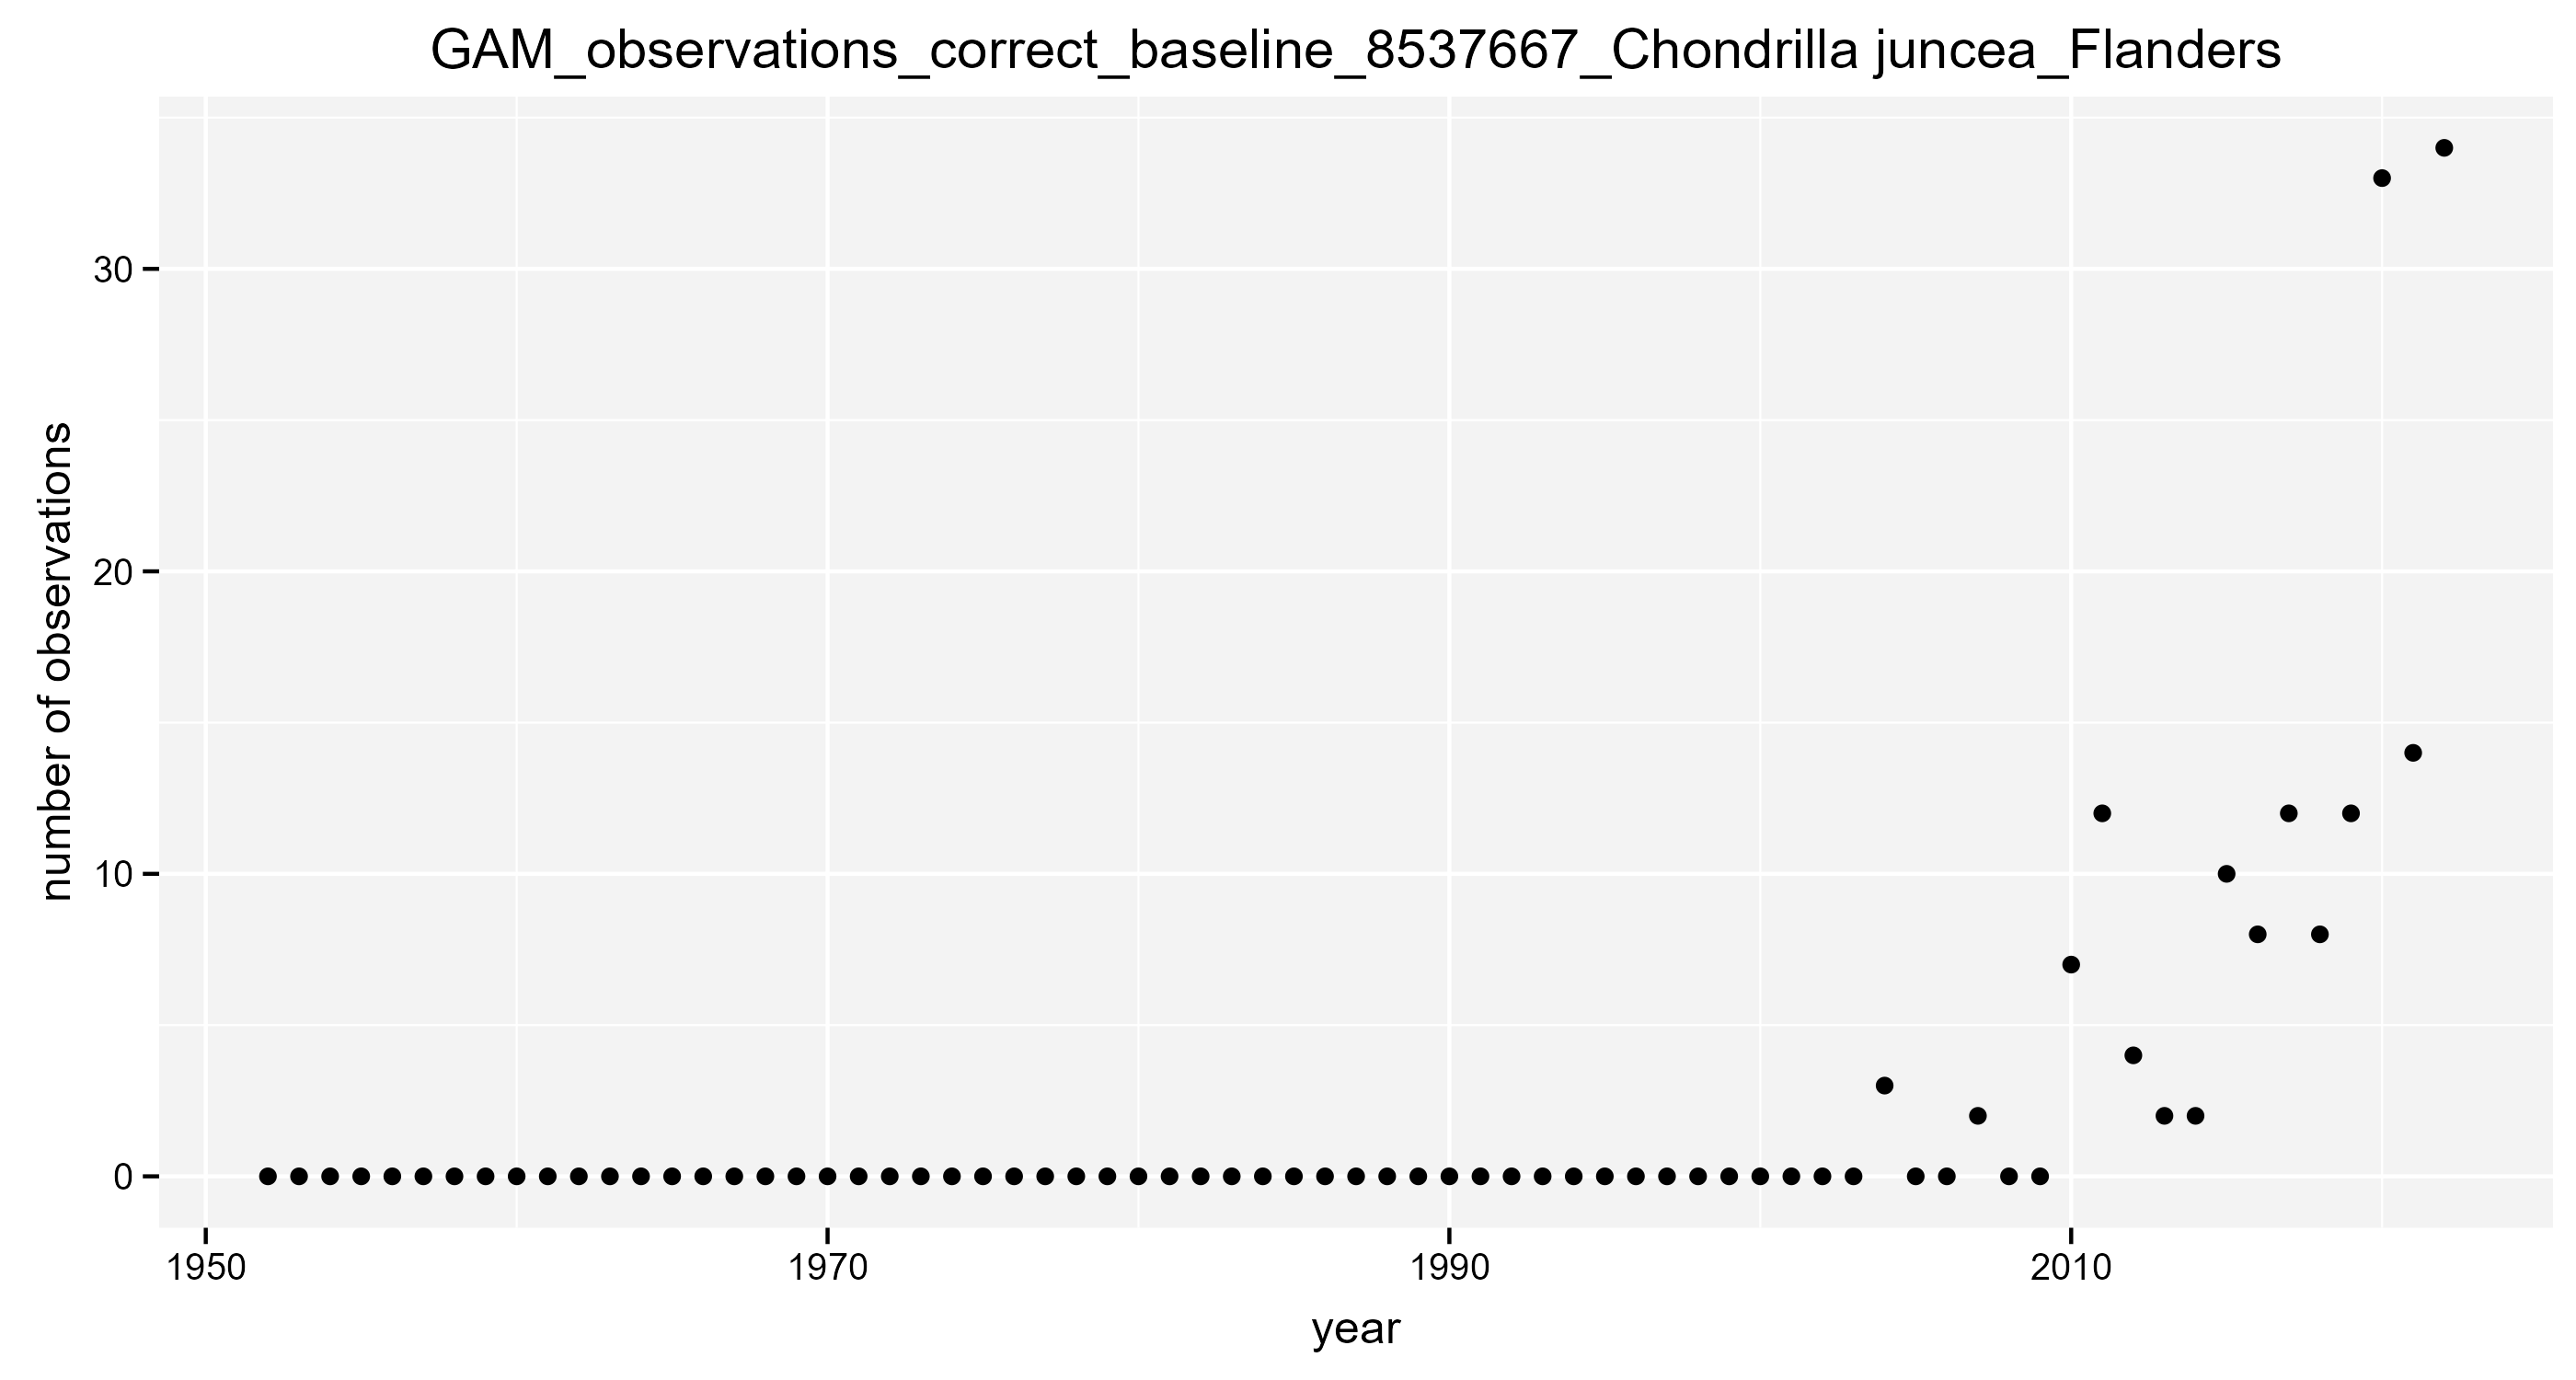 GAM_observations_correct_baseline_8537667_Chondrilla juncea_Flanders
number of observations
30
20
10
0
1950 1970 1990 2010
year